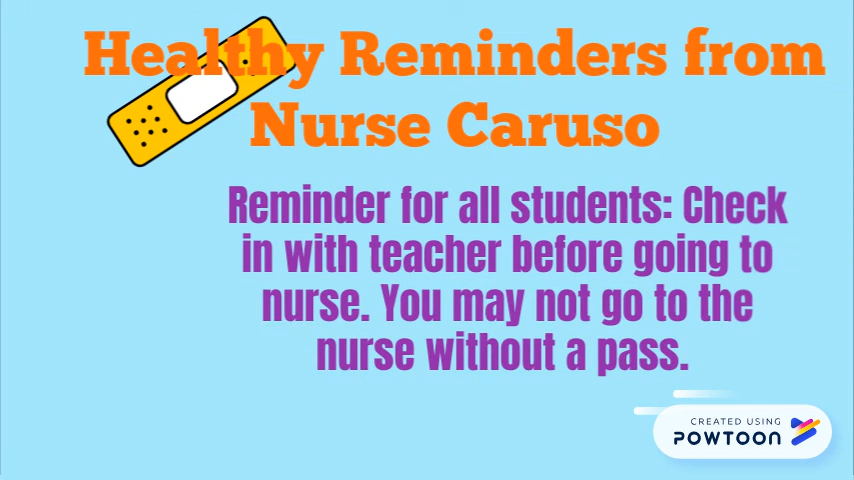 Healthy Reminders from
Nurse Caruso
Reminder for all students: Check
in with teacher before going to
nurse. You may not go to the
nurse without a pass.
CREATED USING
POWTOON